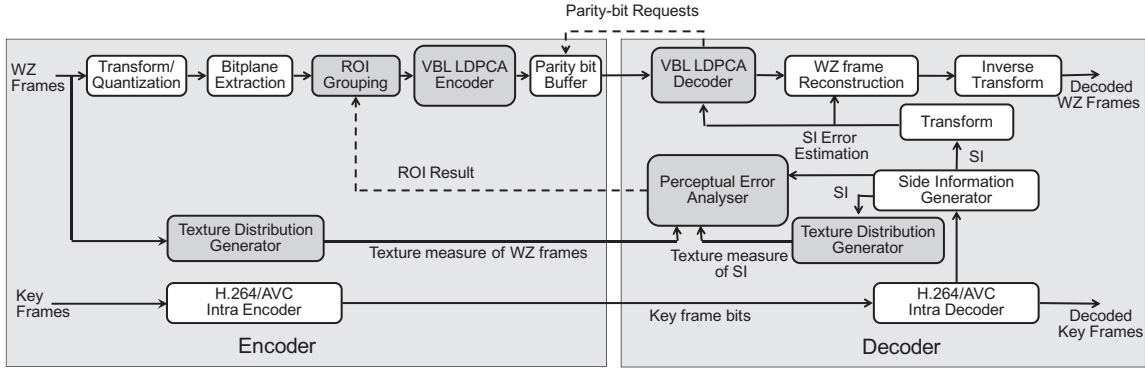 Parity-bit Requests
WZ
Frames
Transform/
Quantization
Bitplane
Extraction
ROI
Grouping
VBL LDPCA
Encoder
Parity bit
Buffer
VBL LDPCA
Decoder
WZ frame
Reconstruction
Inverse
Transform
Decoded
WZ Frames
SI Error
Estimation
Transform
SI
ROI Result
Perceptual Error
Analyser
SI
Side Information
Generator
Texture Distribution
Generator
Texture measure of WZ frames
Texture measure
of SI
Texture Distribution
Generator
Key
Frames
H.264/AVC
Intra Encoder
Key frame bits
H.264/AVC
Intra Decoder
Decoded
Key Frames
Encoder
Decoder